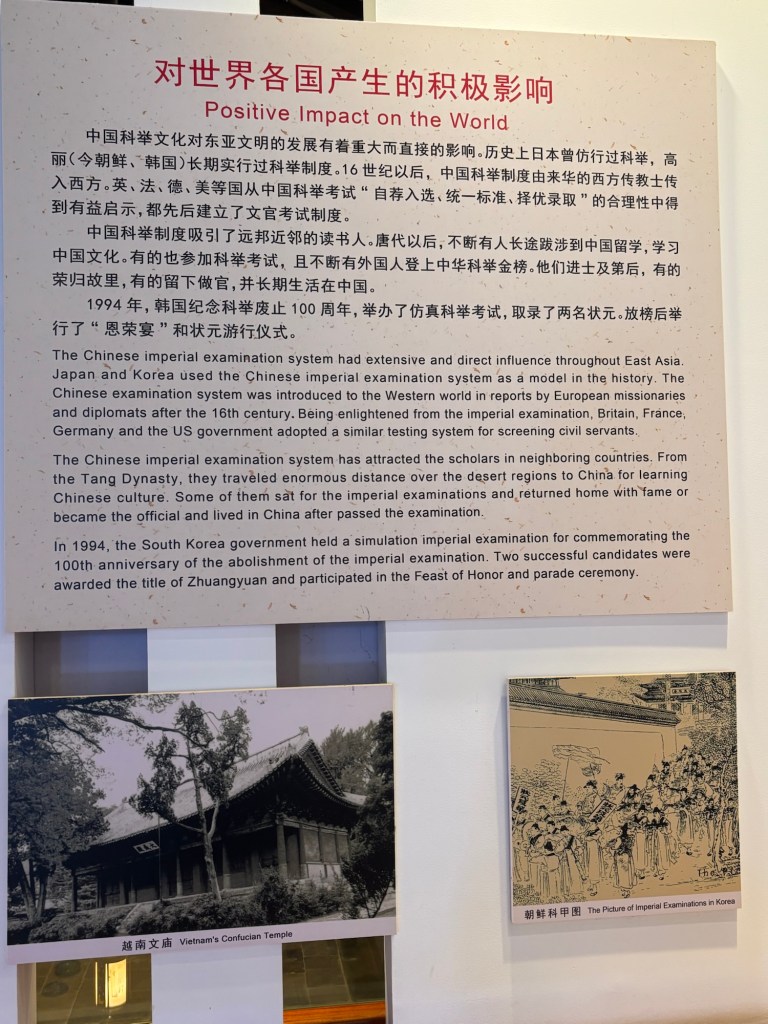 对世界各国产生的积极影响
Positive Impact on the World
中国科举文化对东亚文明的发展有着重大而直接的影响。历史上日本曾仿行过科举，高
丽（今朝鲜、韩国）长期实行过科举制度。16 世纪以后，中国科举制度由来华的西方传教士传
入西方。英、法、德、美等国从中国科举考试“自荐入选、统一标准、择优录取”的合理性中得
到有益启示，都先后建立了文官考试制度。
中国科举制度吸引了远邦近邻的读书人。唐代以后，不断有人长途跋涉到中国留学，学习
中国文化。有的也参加科举考试，且不断有外国人登上中华科举金榜。他们进士及第后，有的
荣归故里，有的留下做官，并长期生活在中国。
1994 年，韩国纪念科举废止 100 周年，举办了仿真科举考试，取录了两名状元。放榜后举
行了“恩荣宴”和状元游行仪式。
The Chinese imperial examination system had extensive and direct influence throughout East Asia.
Japan and Korea used the Chinese imperial examination system as a model in the history. The
Chinese examination system was introduced to the Western world in reports by European missionaries
and diplomats after the 16th century. Being enlightened from the imperial examination, Britain, France,
Germany and the US government adopted a similar testing system for screening civil servants.
The Chinese imperial examination system has attracted the scholars in neighboring countries. From
the Tang Dynasty, they traveled enormous distance over the desert regions to China for learning
Chinese culture. Some of them sat for the imperial examinations and returned home with fame or
became the official and lived in China after passed the examination.
In 1994, the South Korea government held a simulation imperial examination for commemorating the
100th anniversary of the abolishment of the imperial examination. Two successful candidates were
awarded the title of Zhuangyuan and participated in the Feast of Honor and parade ceremony.
越南文庙 Vietnam's Confucian Temple
朝鲜科甲图 The Picture of Imperial Examinations in Korea